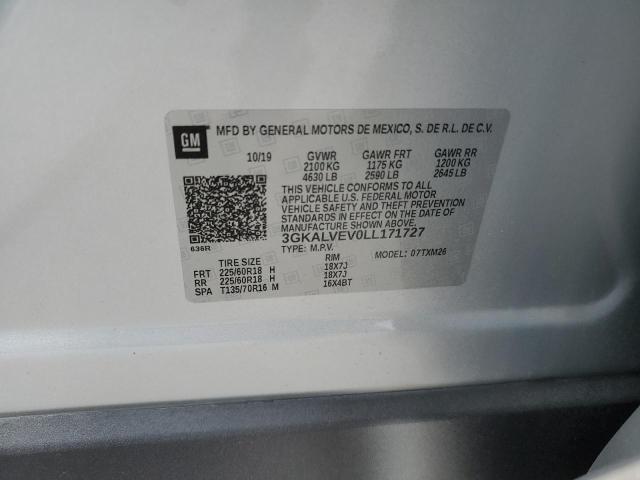 GM MFD BY GENERAL MOTORS DE MEXICO, S. DE R.L. DE C.V.
10/19 GVWR GAWR FRT GAWR RR
2100 KG 1175 KG 1200 KG
4630 LB 2590 LB 2645 LB
THIS VEHICLE CONFORMS TO ALL
APPLICABLE U.S. FEDERAL MOTOR
VEHICLE SAFETY AND THEFT PREVENTION
STANDARDS IN EFFECT ON THE DATE OF
MANUFACTURE SHOWN ABOVE.
3GKALVEV0LL171727
636R
TYPE: M.P.V. MODEL: 07TXM26
TIRE SIZE RIM
FRT 225/60R18 H 18X7J
RR 225/60R18 H 18X7J
SPA T135/70R16 M 16X4BT